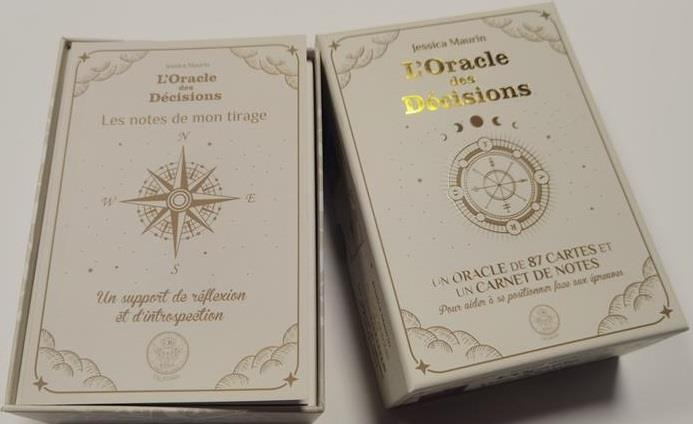 Jessica Maurin
L'Oracle
des
Décisions
Les notes de mon tirage
N
W
E
S
Un support de réflexion
et d'introspection
Jessica Maurin
L'Oracle
des
Décisions
UN ORACLE DE 87 CARTES ET
UN CARNET DE NOTES
Pour aider à se positionner face aux épreuves